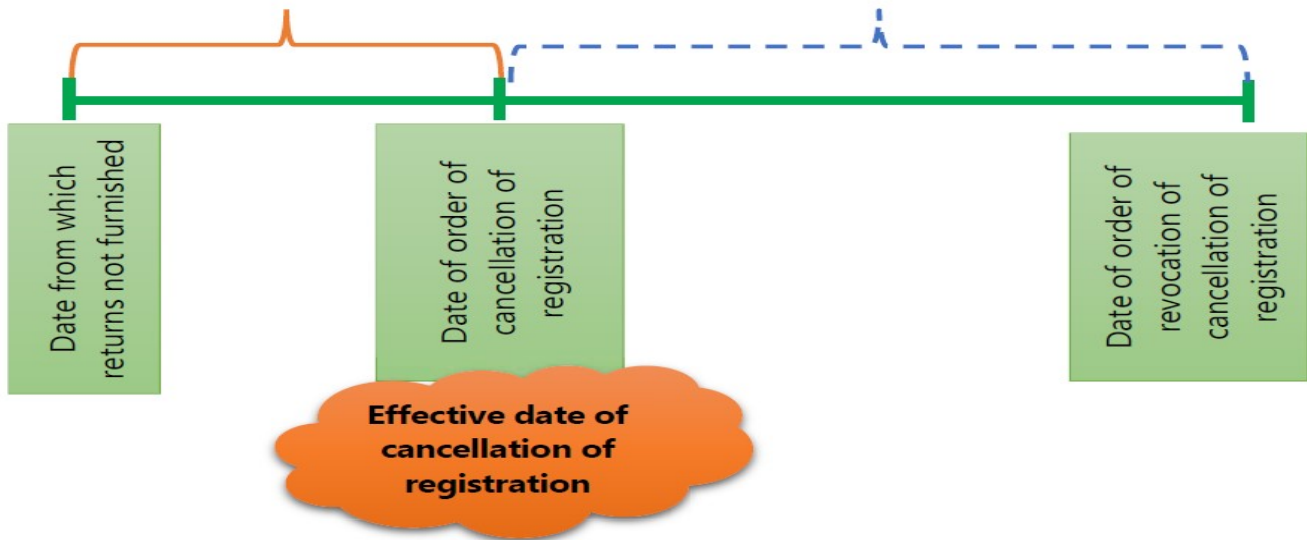 Date from which
returns not furnished
Date of order of
cancellation of
registration
Effective date of
cancellation of
registration
Date of order of
revocation of
cancellation of
registration